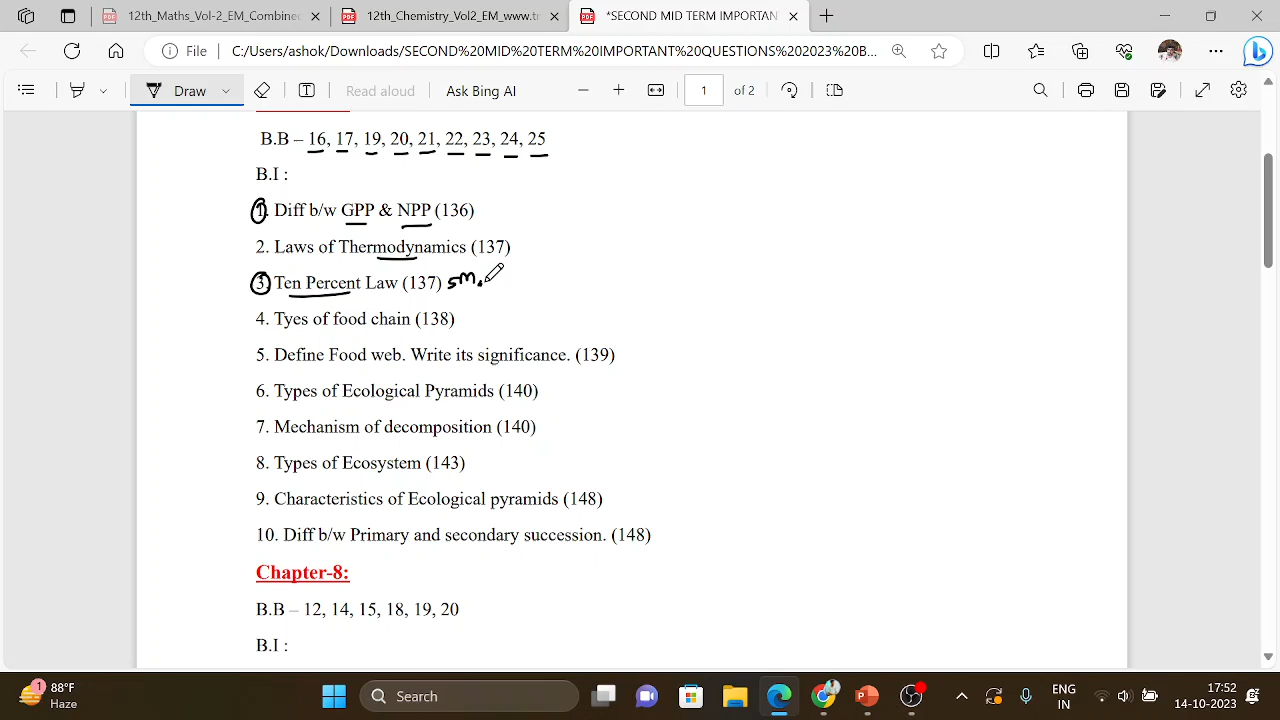 12th_Maths_Vol-2_EM_Combine
12th_Chemistry_Vol2_EM_www.tr
*SECOND MID TERM IMPORTANT
File
C:/Users/ashok/Downloads/SECOND%20MID%20TERM%20IMPORTANT%20QUESTIONS%202023%20B...
Draw
Read aloud
Ask Bing AI
1
of 2
B.B – 16, 17, 19, 20, 21, 22, 23, 24, 25
B.I :
1. Diff b/w GPP & NPP (136)
2. Laws of Thermodynamics (137)
3. Ten Percent Law (137) 5M.
4. Tyes of food chain (138)
5. Define Food web. Write its significance. (139)
6. Types of Ecological Pyramids (140)
7. Mechanism of decomposition (140)
8. Types of Ecosystem (143)
9. Characteristics of Ecological pyramids (148)
10. Diff b/w Primary and secondary succession. (148)
Chapter-8:
B.B – 12, 14, 15, 18, 19, 20
B.I :
1
88°F
Haze
Search
ENG
IN
17:52
14-10-2023